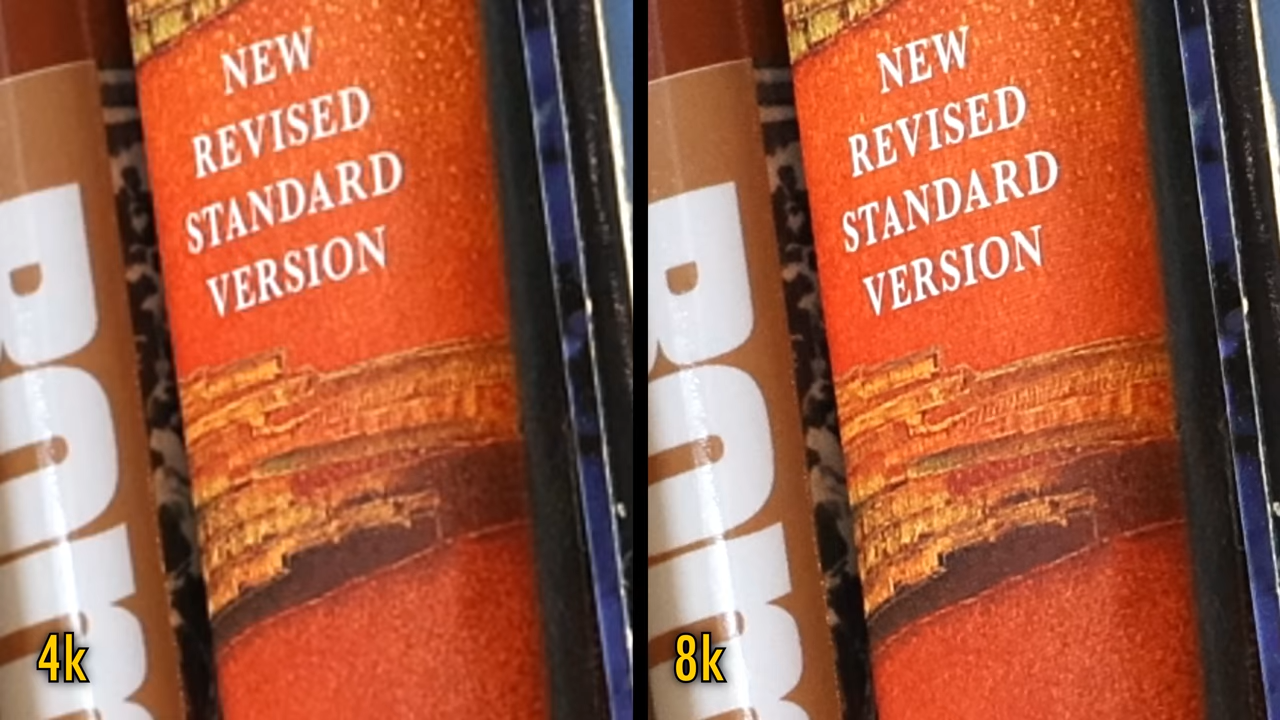 NEW
REVISED
STANDARD
VERSION
4k
NEW
REVISED
STANDARD
VERSION
8k